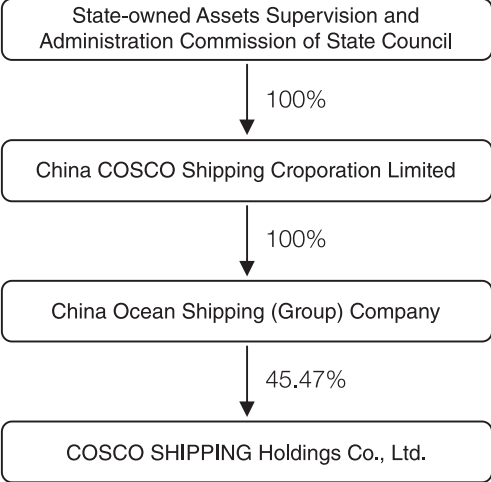 State-owned Assets Supervision and
Administration Commission of State Council
100%
China COSCO Shipping Croporation Limited
100%
China Ocean Shipping (Group) Company
45.47%
COSCO SHIPPING Holdings Co., Ltd.